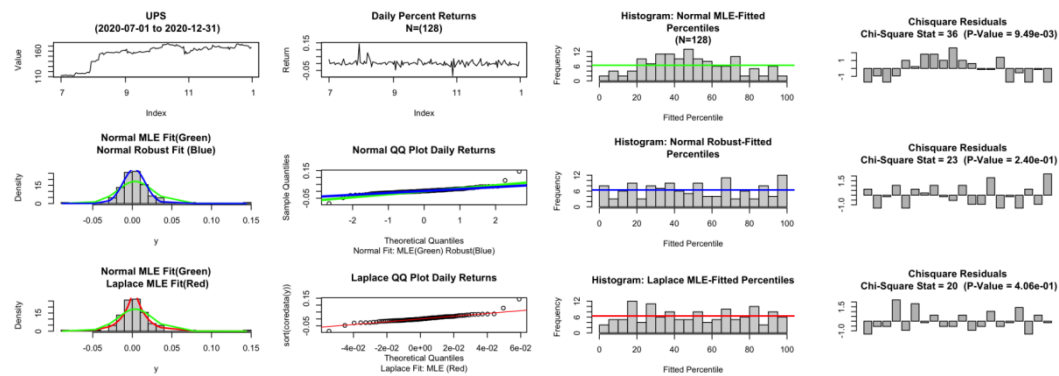 UPS
(2020-07-01 to 2020-12-31)
Value
110 160
7 9 11 1
Index
Daily Percent Returns
N=(128)
Return
-0.05 0.15
7 9 11 1
Index
Histogram: Normal MLE-Fitted
Percentiles
(N=128)
Frequency
0 6 12
0 20 40 60 80 100
Fitted Percentile
Chisquare Residuals
Chi-Square Stat = 36 (P-Value = 9.49e-03)
-1 1
Normal MLE Fit(Green)
Normal Robust Fit (Blue)
Density
0 15
-0.05 0.00 0.05 0.10 0.15
y
Normal QQ Plot Daily Returns
Sample Quantiles
-0.05 0.15
-2 -1 0 1 2
Theoretical Quantiles
Normal Fit: MLE(Green) Robust(Blue)
Histogram: Normal Robust-Fitted
Percentiles
Frequency
0 6 12
0 20 40 60 80 100
Fitted Percentile
Chisquare Residuals
Chi-Square Stat = 23 (P-Value = 2.40e-01)
-1.0 1.5
Normal MLE Fit(Green)
Laplace MLE Fit(Red)
Density
0 15
-0.05 0.00 0.05 0.10 0.15
y
Laplace QQ Plot Daily Returns
sort(coredata(y))
-0.05 0.15
-4e-02 -2e-02 0e+00 2e-02 4e-02 6e-02
Theoretical Quantiles
Laplace Fit: MLE (Red)
Histogram: Laplace MLE-Fitted Percentiles
Frequency
0 6 12
0 20 40 60 80 100
Fitted Percentile
Chisquare Residuals
Chi-Square Stat = 20 (P-Value = 4.06e-01)
-1.0 1.5